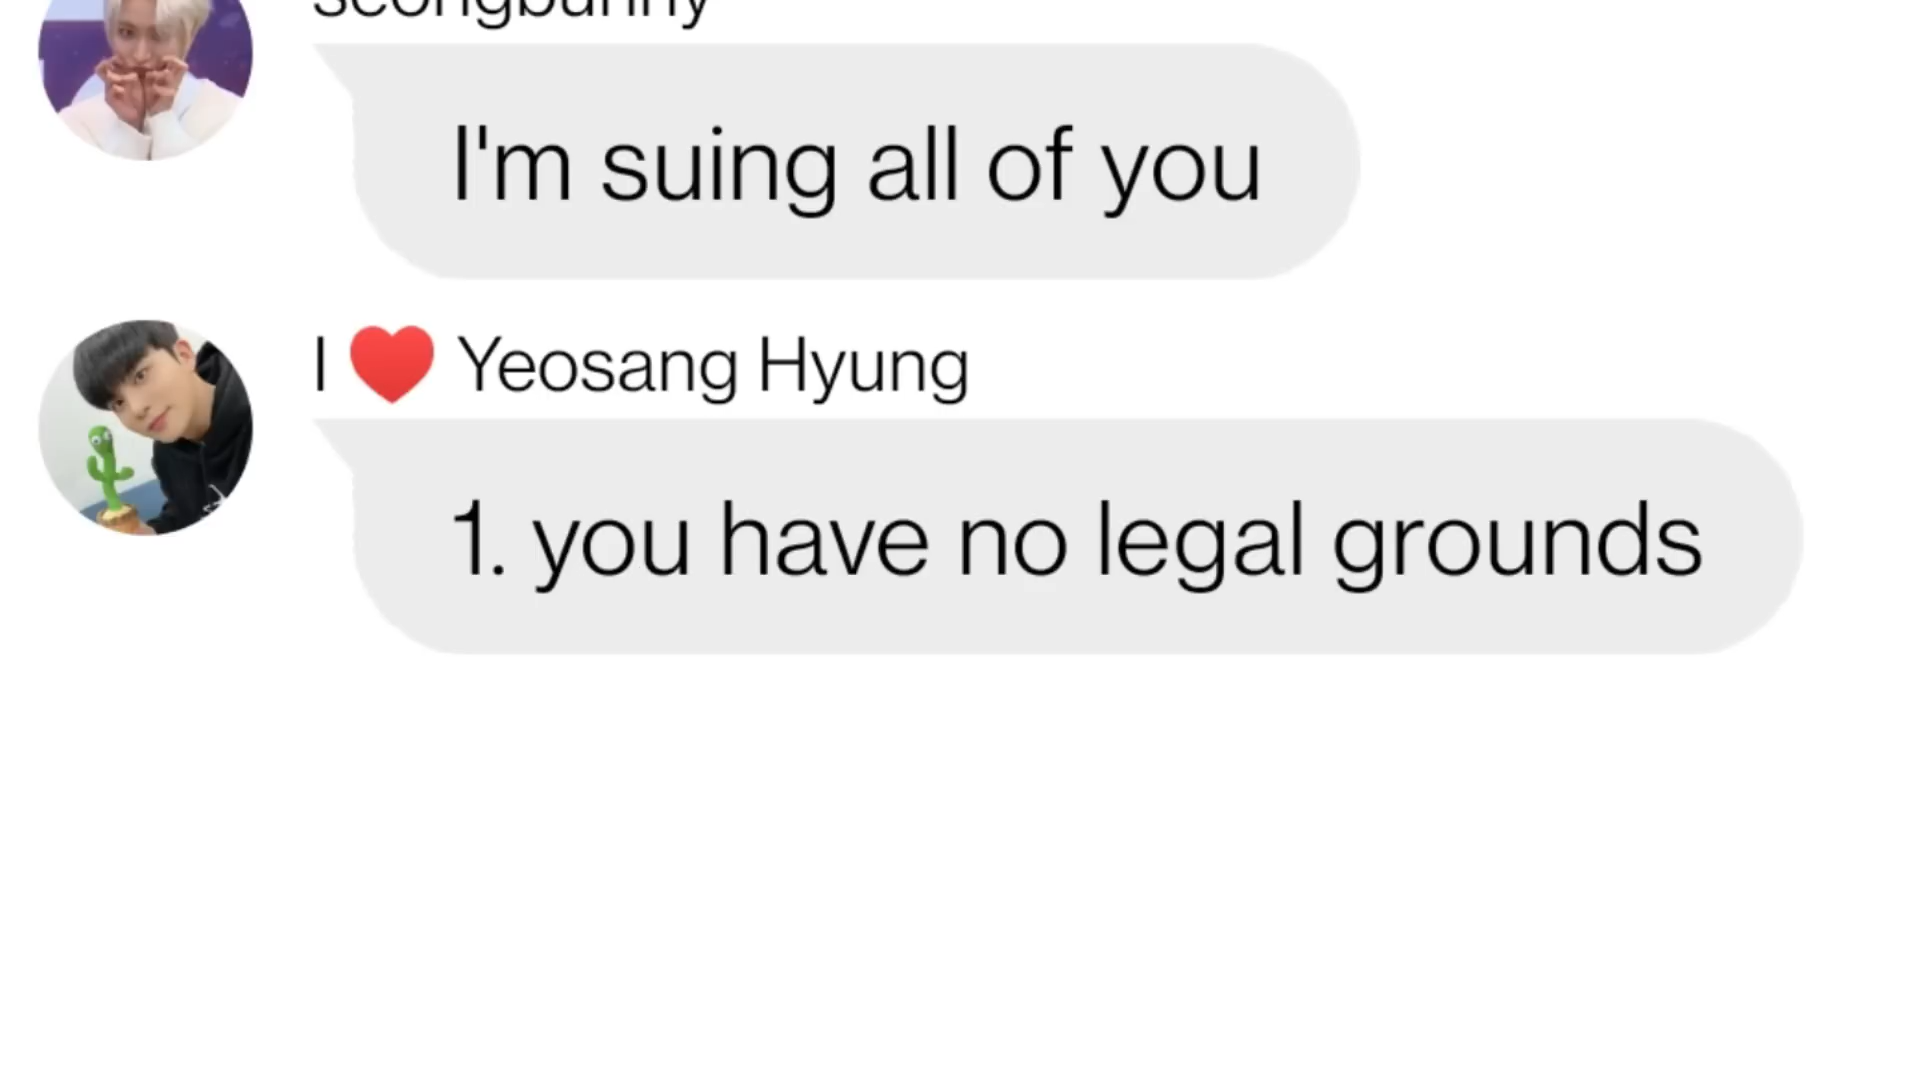 seongbunny
I'm suing all of you
I ❤️ Yeosang Hyung
1. you have no legal grounds